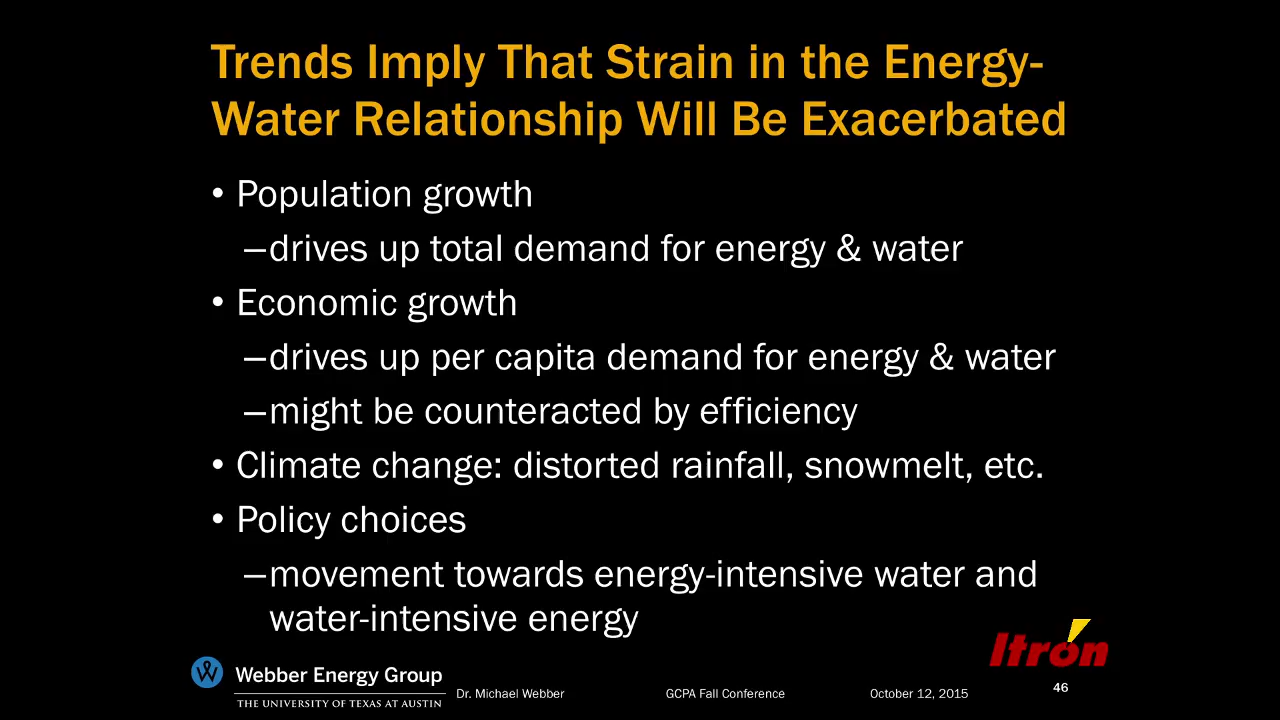 Trends Imply That Strain in the Energy-
Water Relationship Will Be Exacerbated
• Population growth
–drives up total demand for energy & water
• Economic growth
–drives up per capita demand for energy & water
–might be counteracted by efficiency
• Climate change: distorted rainfall, snowmelt, etc.
• Policy choices
–movement towards energy-intensive water and
water-intensive energy
Itron
W Webber Energy Group
THE UNIVERSITY OF TEXAS AT AUSTIN
Dr. Michael Webber
GCPA Fall Conference
October 12, 2015
46